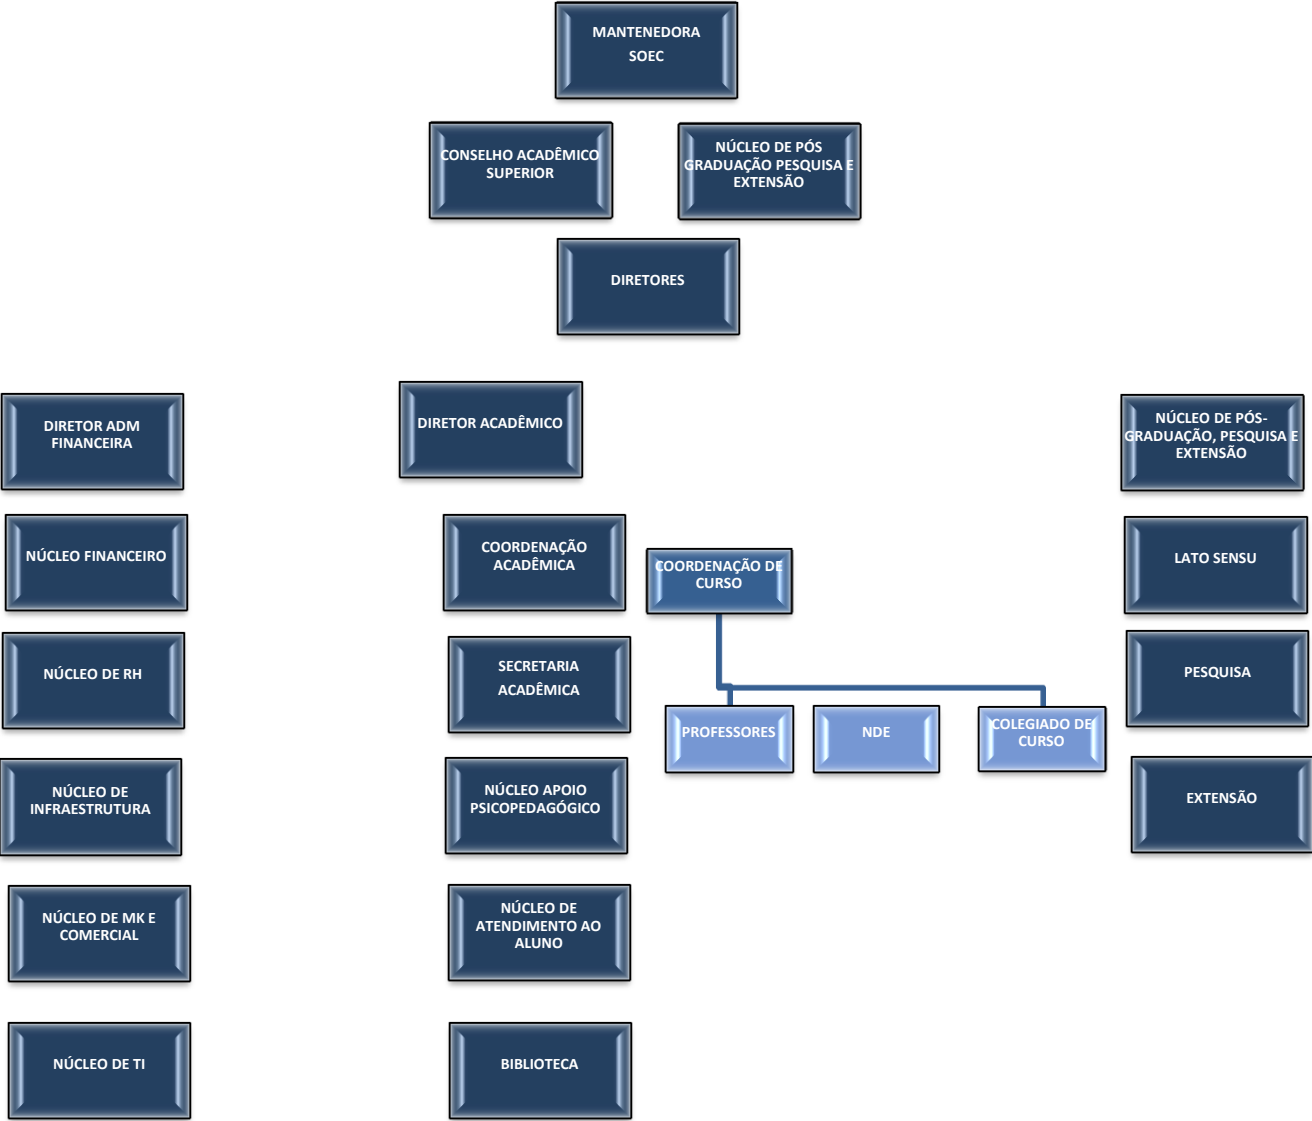 MANTENEDORA
SOEC
CONSELHO ACADÊMICO
SUPERIOR
NÚCLEO DE PÓS
GRADUAÇÃO PESQUISA E
EXTENSÃO
DIRETORES
DIRETOR ADM
FINANCEIRA
NÚCLEO FINANCEIRO
NÚCLEO DE RH
NÚCLEO DE
INFRAESTRUTURA
NÚCLEO DE MK E
COMERCIAL
NÚCLEO DE TI
DIRETOR ACADÊMICO
COORDENAÇÃO
ACADÊMICA
SECRETARIA
ACADÊMICA
NÚCLEO APOIO
PSICOPEDAGÓGICO
NÚCLEO DE
ATENDIMENTO AO
ALUNO
BIBLIOTECA
COORDENAÇÃO DE
CURSO
PROFESSORES
NDE
COLEGIADO DE
CURSO
NÚCLEO DE PÓS-
GRADUAÇÃO, PESQUISA E
EXTENSÃO
LATO SENSU
PESQUISA
EXTENSÃO